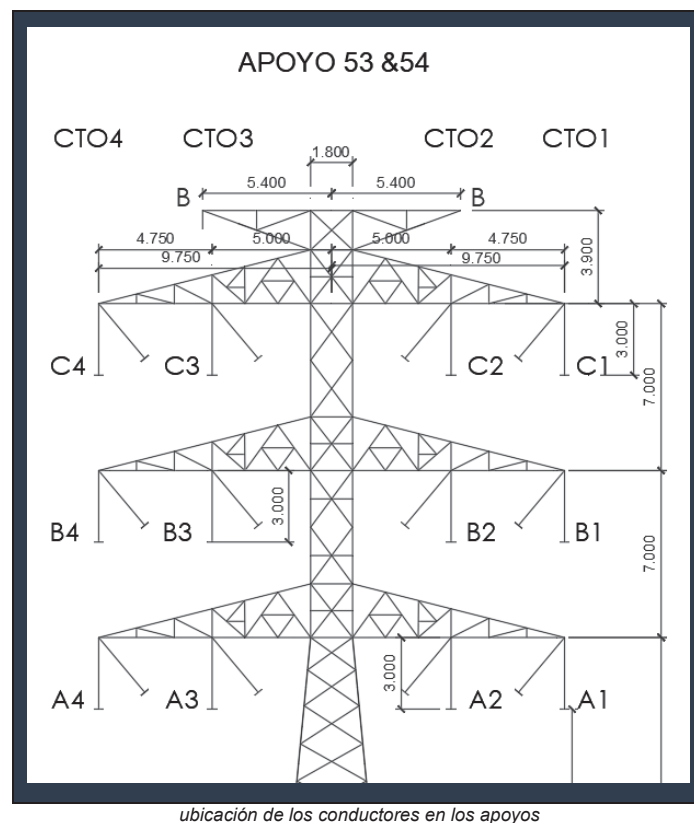 APOYO 53 &54
CTO4 CTO3 CTO2 CTO1
1.800
5.400 5.400
B B
4.750 5.000 5.000 4.750
9.750 9.750
3.900
C4 C3 C2 C1
3.000
7.000
B4 B3 B2 B1
3.000
7.000
A4 A3 A2 A1
3.000
ubicación de los conductores en los apoyos